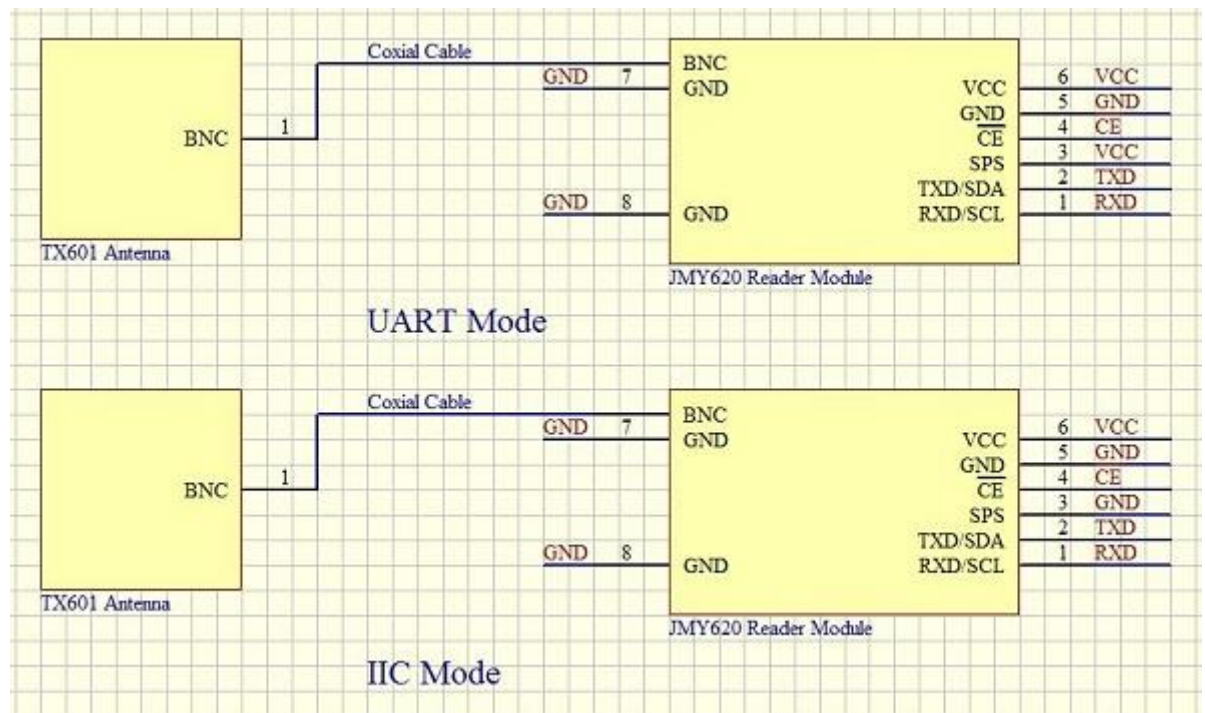 Coxial Cable
GND 7
BNC
GND
BNC 1
GND 8
GND
VCC 6 VCC
GND 5 GND
CE 4 CE
SPS 3 VCC
TXD/SDA 2 TXD
RXD/SCL 1 RXD
TX601 Antenna
JMY620 Reader Module
UART Mode
Coxial Cable
GND 7
BNC
GND
BNC 1
GND 8
GND
VCC 6 VCC
GND 5 GND
CE 4 CE
SPS 3 GND
TXD/SDA 2 TXD
RXD/SCL 1 RXD
TX601 Antenna
JMY620 Reader Module
IIC Mode